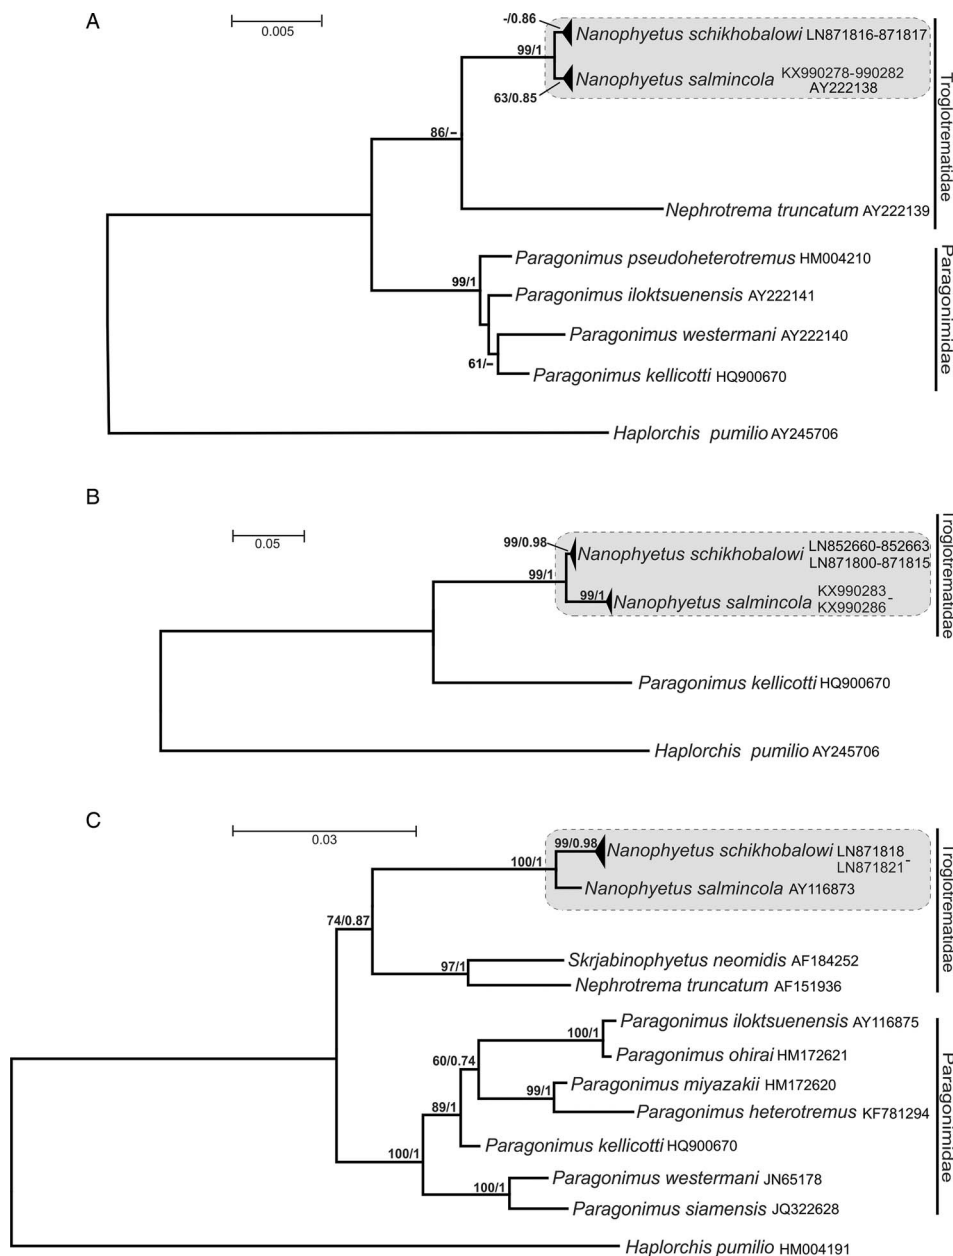 A
0.005
-/0.86
Nanophyetus schikhobalowi LN871816-871817
99/1
Nanophyetus salmincola KX990278-990282
AY222138
63/0.85
86/–
Nephrotrema truncatum AY222139
Troglotrematidae
Paragonimus pseudoheterotremus HM004210
99/1
Paragonimus iloktsuenensis AY222141
Paragonimus westermani AY222140
61/–
Paragonimus kellicotti HQ900670
Paragonimidae
Haplorchis pumilio AY245706
B
0.05
99/0.98
Nanophyetus schikhobalowi LN852660-852663
LN871800-871815
99/1
99/1
Nanophyetus salmincola KX990283-
KX990286
Troglotrematidae
Paragonimus kellicotti HQ900670
Haplorchis pumilio AY245706
C
0.03
99/0.98
Nanophyetus schikhobalowi LN871818-
LN871821
100/1
Nanophyetus salmincola AY116873
74/0.87
Skrjabinophyetus neomidis AF184252
97/1
Nephrotrema truncatum AF151936
Troglotrematidae
Paragonimus iloktsuenensis AY116875
100/1
Paragonimus ohirai HM172621
60/0.74
Paragonimus miyazakii HM172620
99/1
Paragonimus heterotremus KF781294
89/1
Paragonimus kellicotti HQ900670
100/1
Paragonimus westermani JN65178
100/1
Paragonimus siamensis JQ322628
Paragonimidae
Haplorchis pumilio HM004191